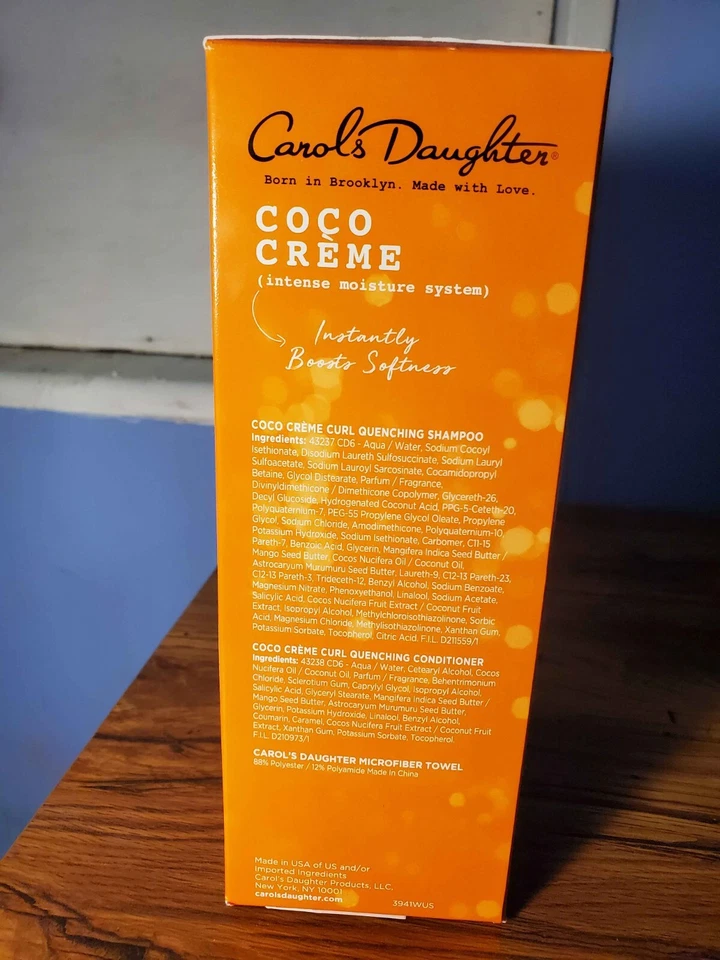 Carol's Daughter®
Born in Brooklyn. Made with Love.
COCO
CRÈME
(intense moisture system)
Instantly
Boosts Softness
COCO CRÈME CURL QUENCHING SHAMPOO
Ingredients: 43237 CD6 - Aqua / Water, Sodium Cocoyl
Isethionate, Disodium Laureth Sulfosuccinate, Sodium Lauryl
Sulfoacetate, Sodium Lauroyl Sarcosinate, Cocamidopropyl
Betaine, Glycol Distearate, Parfum / Fragrance,
Divinyldimethicone / Dimethicone Copolymer, Glycereth-26,
Decyl Glucoside, Hydrogenated Coconut Acid, PPG-5-Ceteth-20,
Polyquaternium-7, PEG-55 Propylene Glycol Oleate, Propylene
Glycol, Sodium Chloride, Amodimethicone, Polyquaternium-10,
Potassium Hydroxide, Sodium Isethionate, Carbomer, C11-15
Pareth-7, Benzoic Acid, Glycerin, Mangifera Indica Seed Butter /
Mango Seed Butter, Cocos Nucifera Oil / Coconut Oil,
Astrocaryum Murumuru Seed Butter, Laureth-9, C12-13 Pareth-23,
C12-13 Pareth-3, Trideceth-12, Benzyl Alcohol, Sodium Benzoate,
Magnesium Nitrate, Phenoxyethanol, Linalool, Sodium Acetate,
Salicylic Acid, Cocos Nucifera Fruit Extract / Coconut Fruit
Extract, Isopropyl Alcohol, Methylchloroisothiazolinone, Sorbic
Acid, Magnesium Chloride, Methylisothiazolinone, Xanthan Gum,
Potassium Sorbate, Tocopherol, Citric Acid. F.I.L. D211559/1
COCO CRÈME CURL QUENCHING CONDITIONER
Ingredients: 43238 CD6 - Aqua / Water, Cetearyl Alcohol, Cocos
Nucifera Oil / Coconut Oil, Parfum / Fragrance, Behentrimonium
Chloride, Sclerotium Gum, Caprylyl Glycol, Isopropyl Alcohol,
Salicylic Acid, Glyceryl Stearate, Mangifera Indica Seed Butter /
Mango Seed Butter, Astrocaryum Murumuru Seed Butter,
Glycerin, Potassium Hydroxide, Linalool, Benzyl Alcohol,
Coumarin, Caramel, Cocos Nucifera Fruit Extract / Coconut Fruit
Extract, Xanthan Gum, Potassium Sorbate, Tocopherol.
F.I.L. D210973/1
CAROL'S DAUGHTER MICROFIBER TOWEL
88% Polyester / 12% Polyamide Made In China
Made in USA of US and/or
Imported Ingredients
Carol's Daughter Products, LLC,
New York, NY 10001
carolsdaughter.com
3941WUS